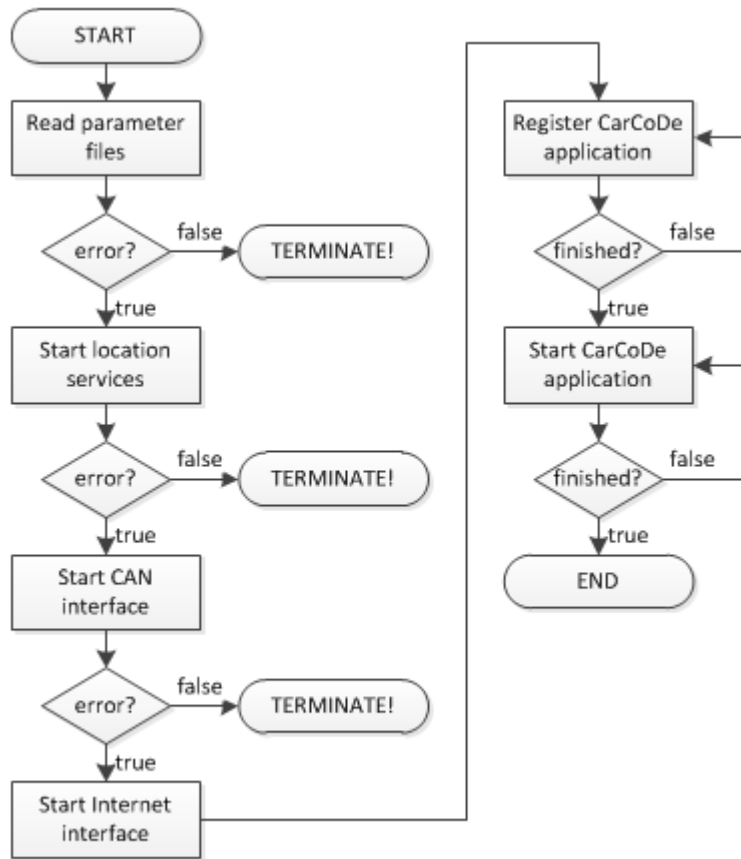 START
Read parameter
files
error?
false
TERMINATE!
true
Start location
services
error?
false
TERMINATE!
true
Start CAN
interface
error?
false
TERMINATE!
true
Start Internet
interface
Register CarCoDe
application
finished?
false
true
Start CarCoDe
application
finished?
false
true
END